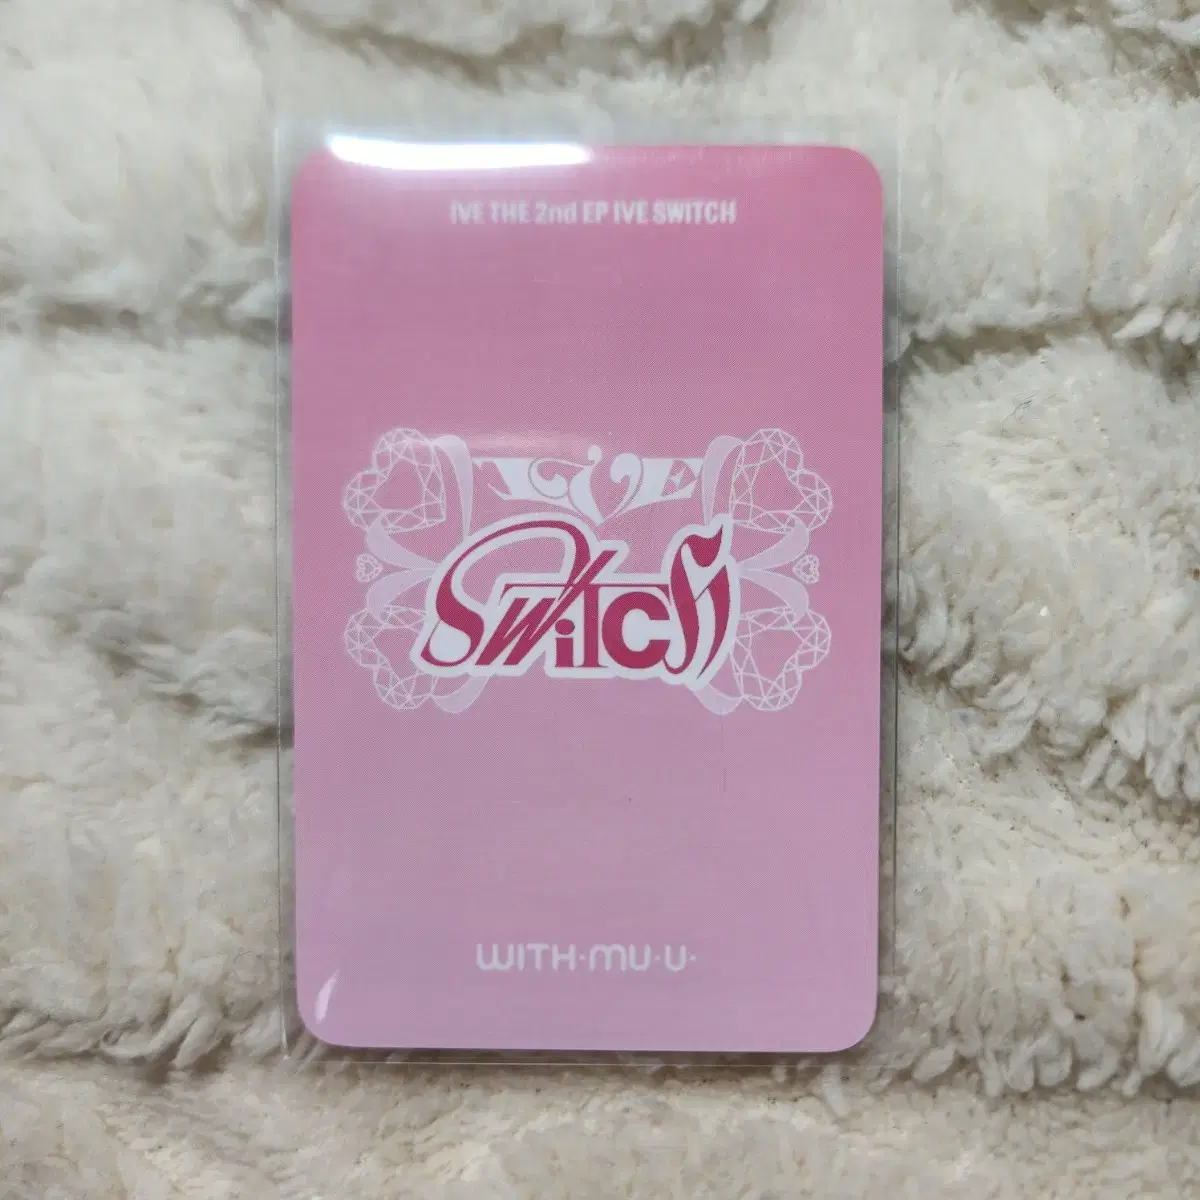 IVE THE 2nd EP IVE SWITCH
IVE
SWiTCH
WITH·MU·U·